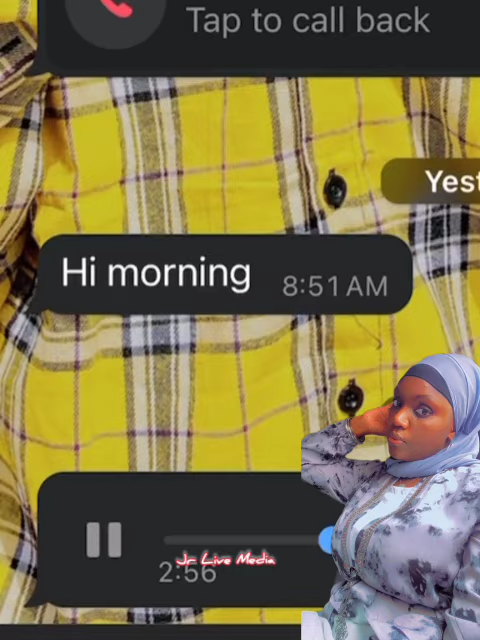 Tap to call back
Yest
Hi morning
8:51 AM
Jr Live Media
2:56